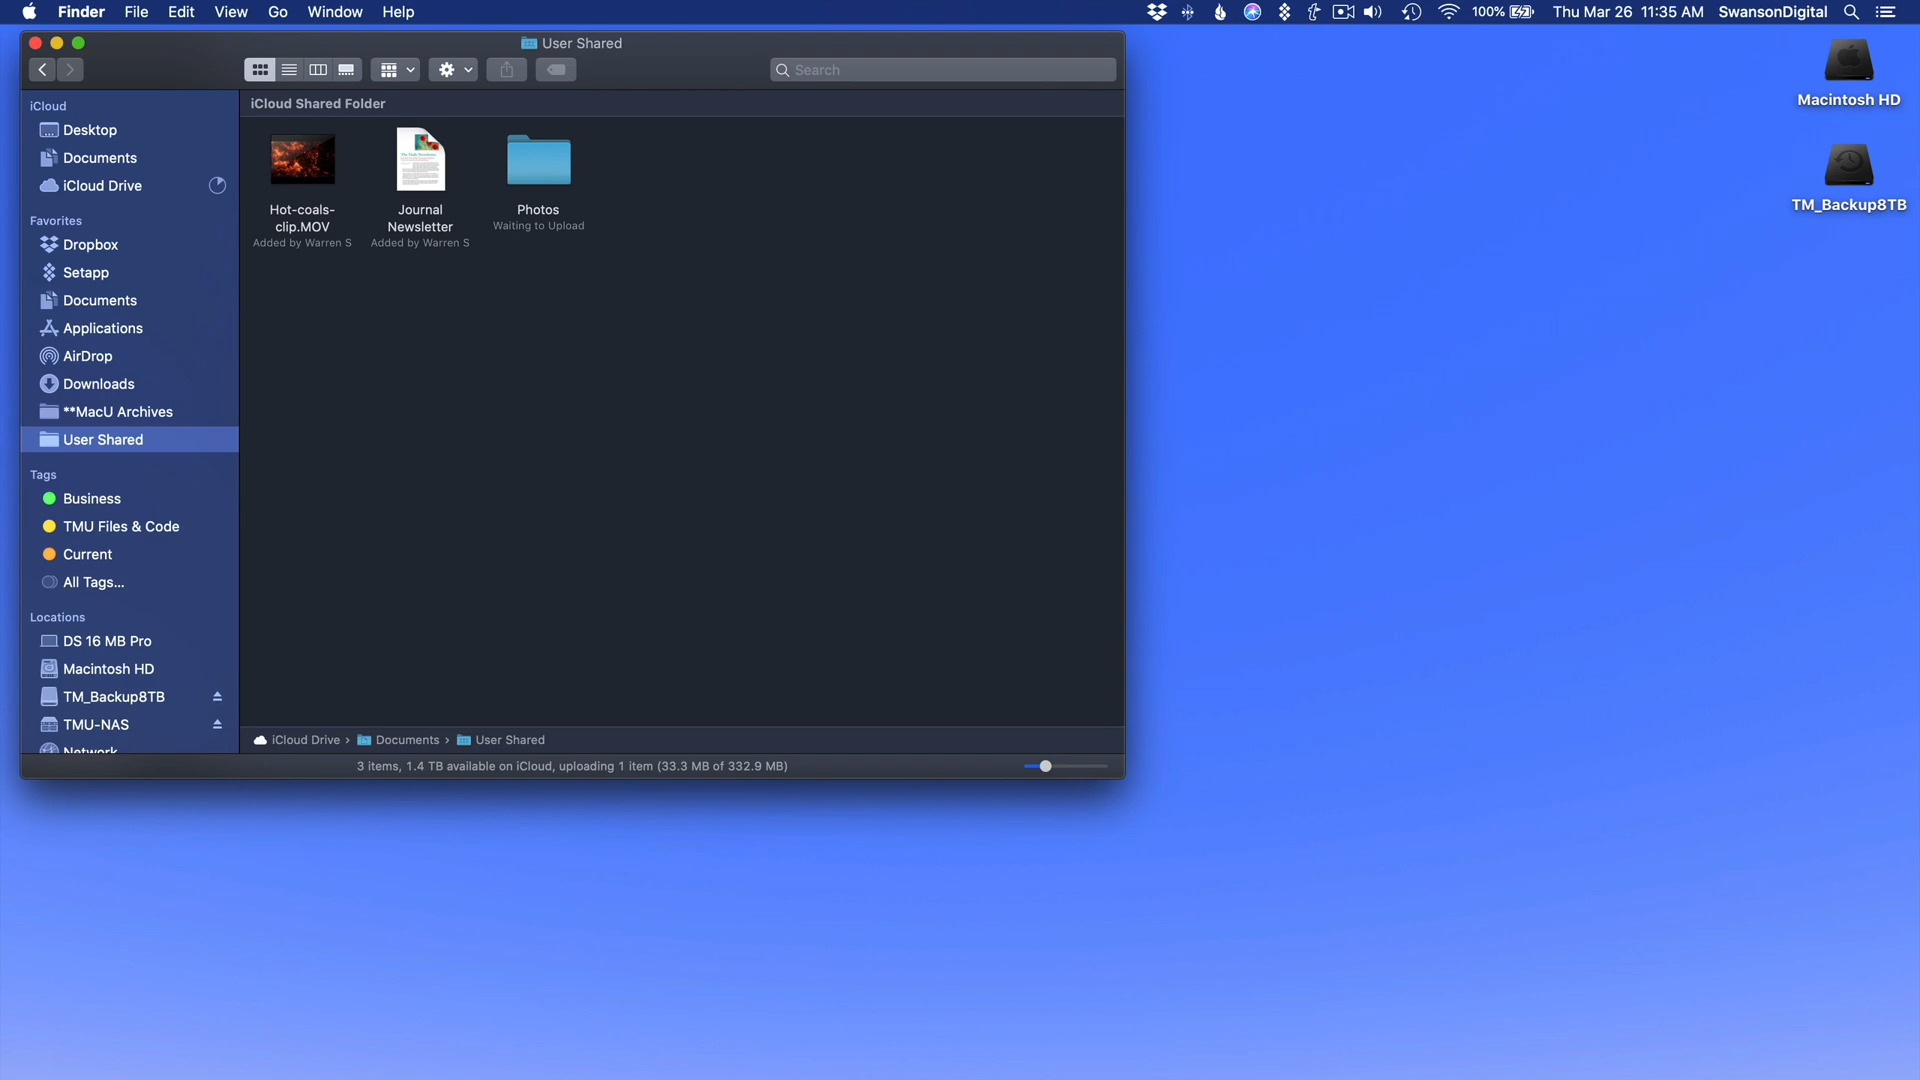 Finder File Edit View Go Window Help 100% Thu Mar 26 11:35 AM SwansonDigital
User Shared
Search
iCloud
Desktop
Documents
iCloud Drive
Favorites
Dropbox
Setapp
Documents
Applications
AirDrop
Downloads
**MacU Archives
User Shared
Tags
Business
TMU Files & Code
Current
All Tags...
Locations
DS 16 MB Pro
Macintosh HD
TM_Backup8TB
TMU-NAS
Network
iCloud Shared Folder
Hot-coals-
clip.MOV
Added by Warren S
Journal
Newsletter
Added by Warren S
Photos
Waiting to Upload
iCloud Drive › Documents › User Shared
3 items, 1.4 TB available on iCloud, uploading 1 item (33.3 MB of 332.9 MB)
Macintosh HD
TM_Backup8TB